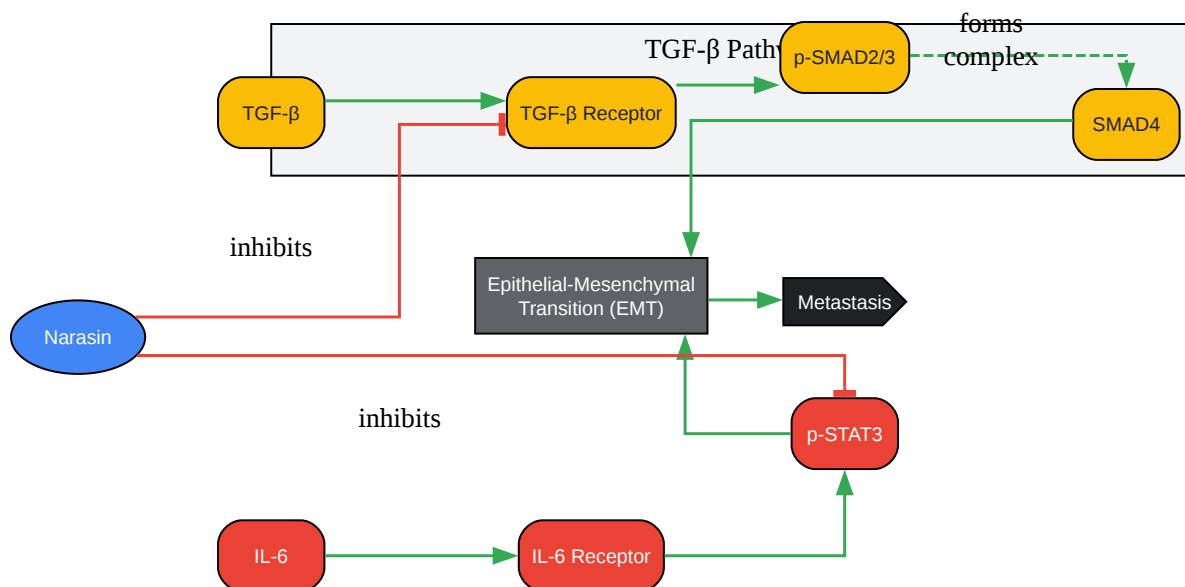 forms
complex
TGF-β
p-SMAD2/3
TGF-β
TGF-β Receptor
SMAD4
inhibits
Epithelial-Mesenchymal
Transition (EMT)
Metastasis
Narasin
inhibits
p-STAT3
IL-6
IL-6 Receptor